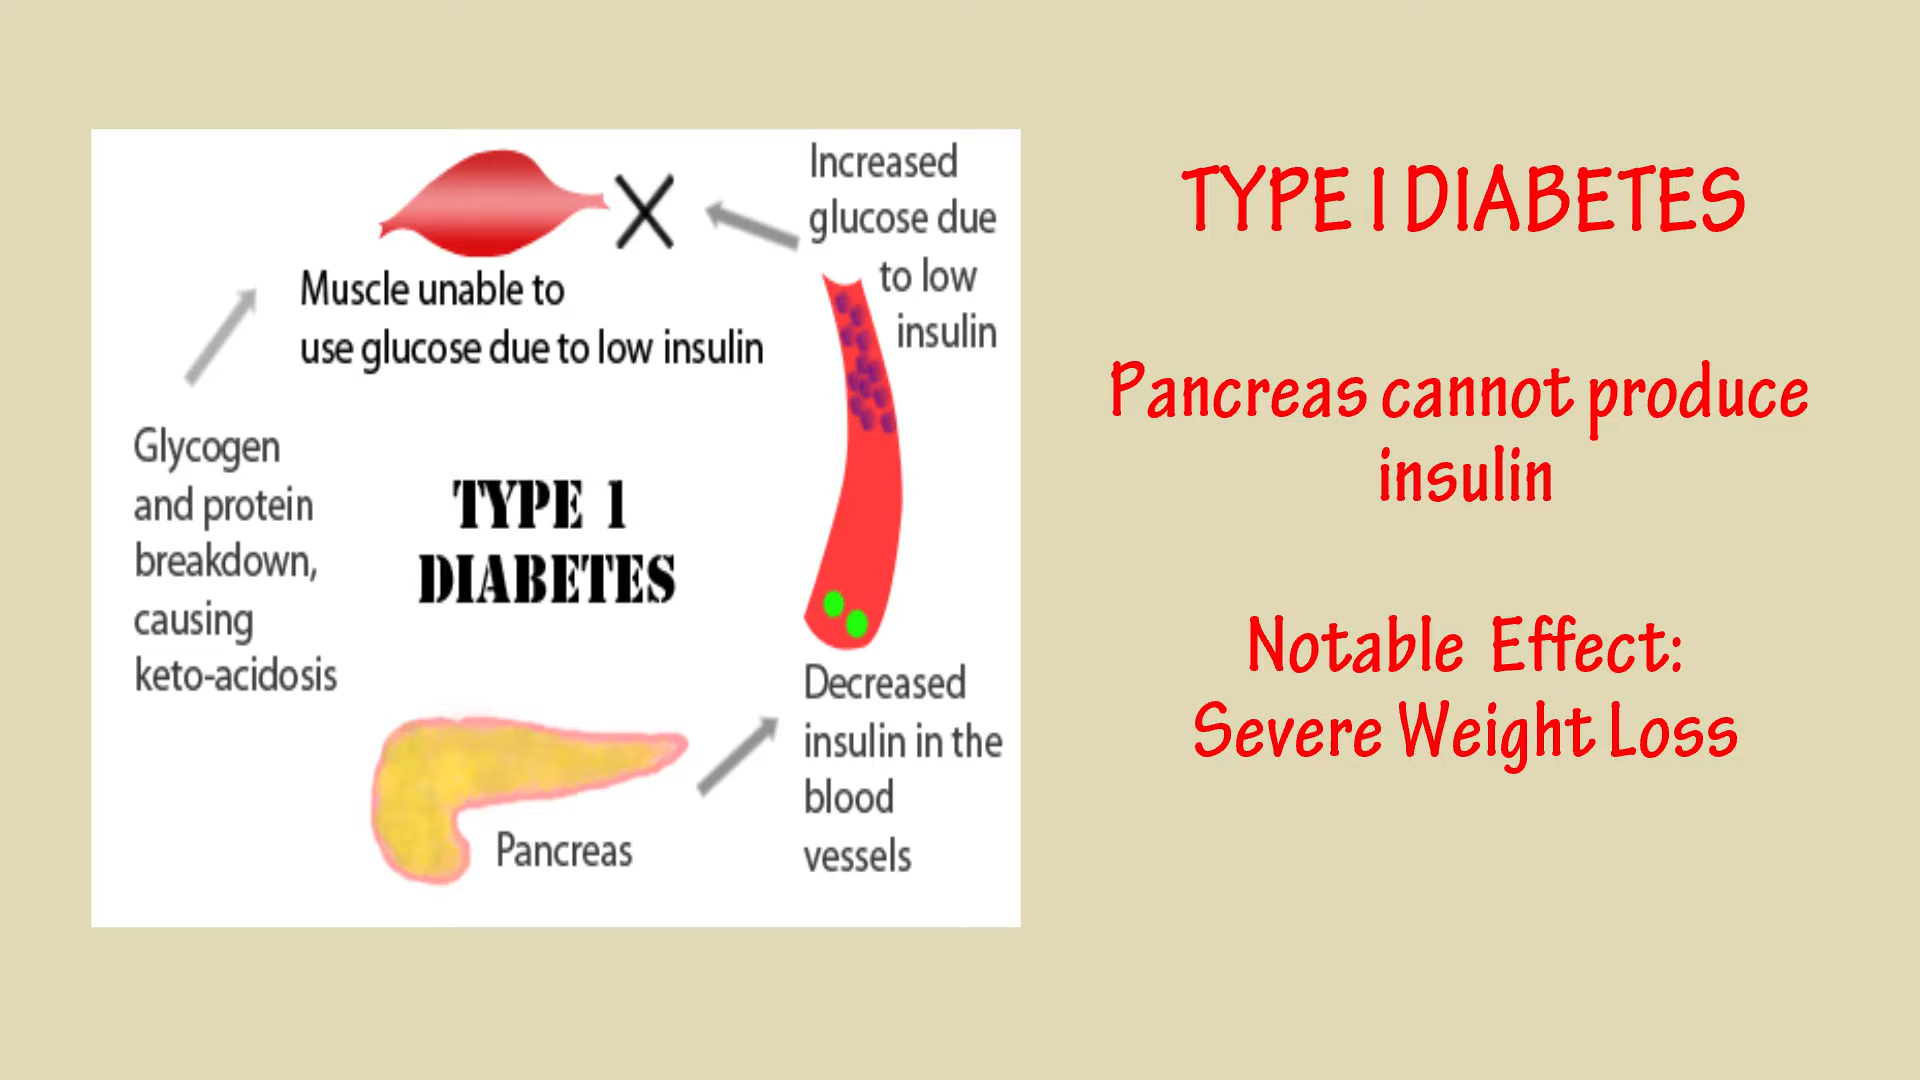 Increased
glucose due
to low
insulin
Muscle unable to
use glucose due to low insulin
Glycogen
and protein
breakdown,
causing
keto-acidosis
TYPE 1
DIABETES
Decreased
insulin in the
blood
vessels
Pancreas
TYPE I DIABETES
Pancreas cannot produce
insulin
Notable Effect:
Severe Weight Loss